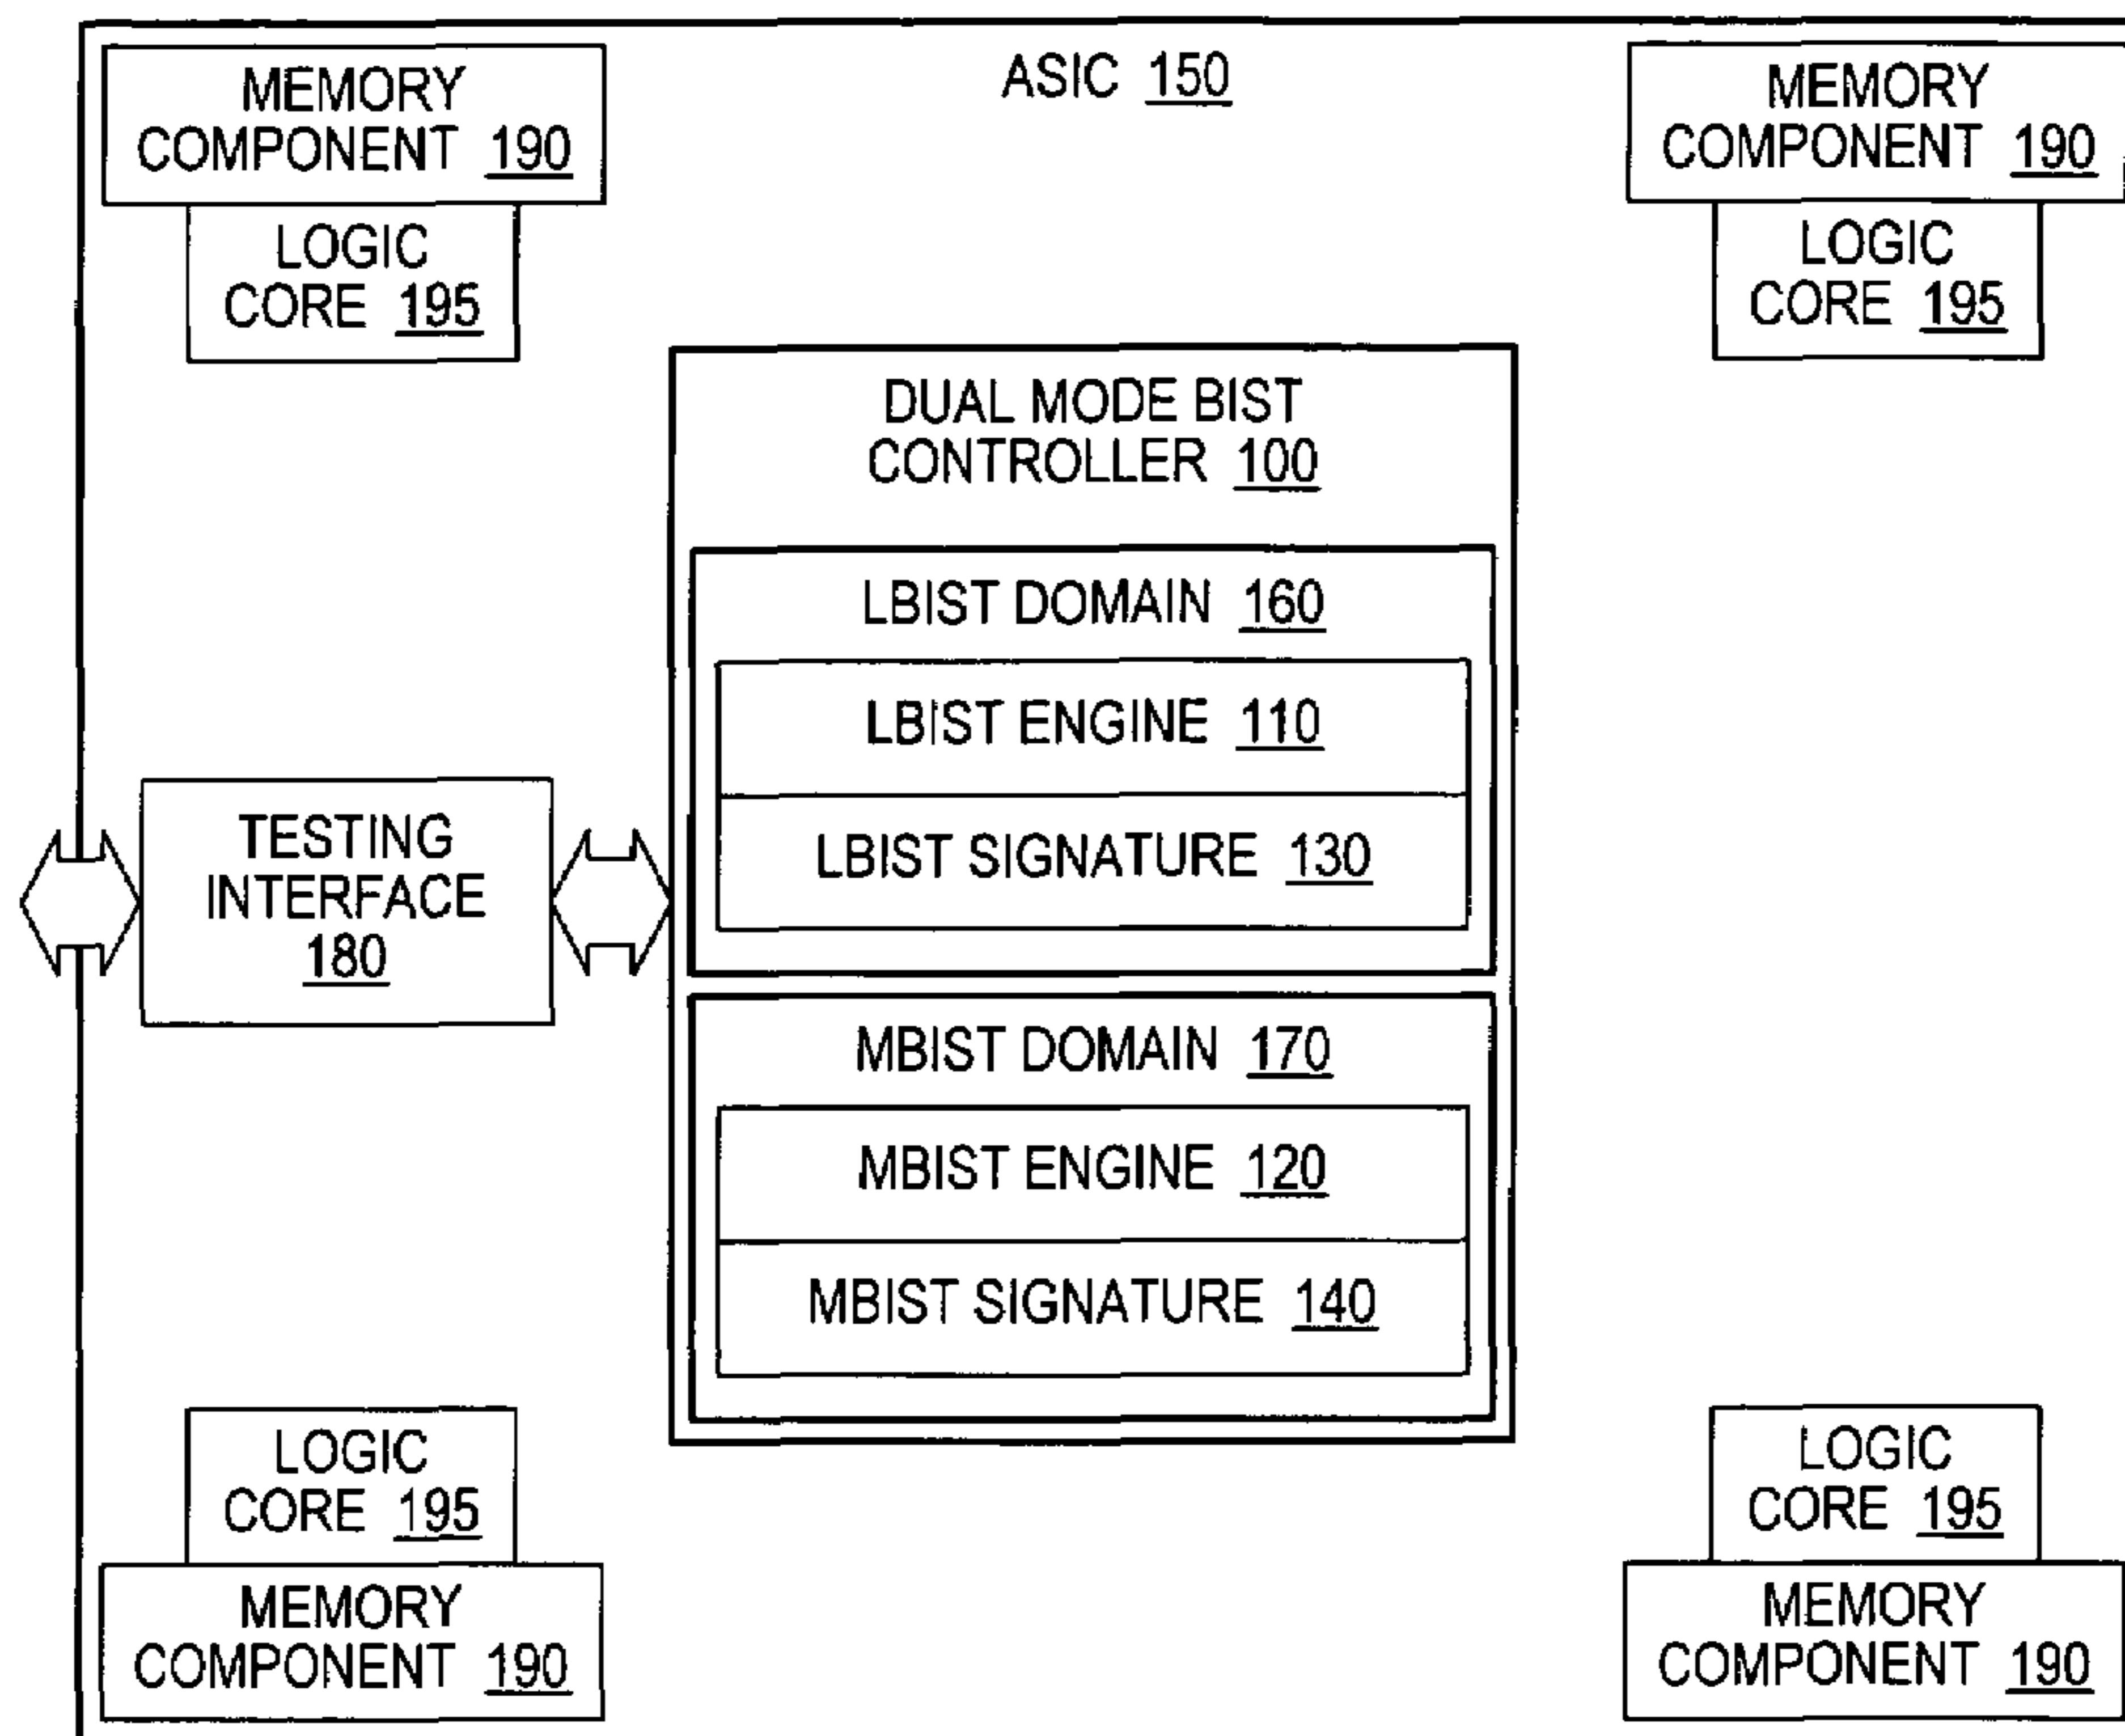 ASIC 150
MEMORY
COMPONENT 190
LOGIC
CORE 195
MEMORY
COMPONENT 190
LOGIC
CORE 195
DUAL MODE BIST
CONTROLLER 100
LBIST DOMAIN 160
LBIST ENGINE 110
LBIST SIGNATURE 130
TESTING
INTERFACE
180
MBIST DOMAIN 170
MBIST ENGINE 120
MBIST SIGNATURE 140
LOGIC
CORE 195
MEMORY
COMPONENT 190
LOGIC
CORE 195
MEMORY
COMPONENT 190